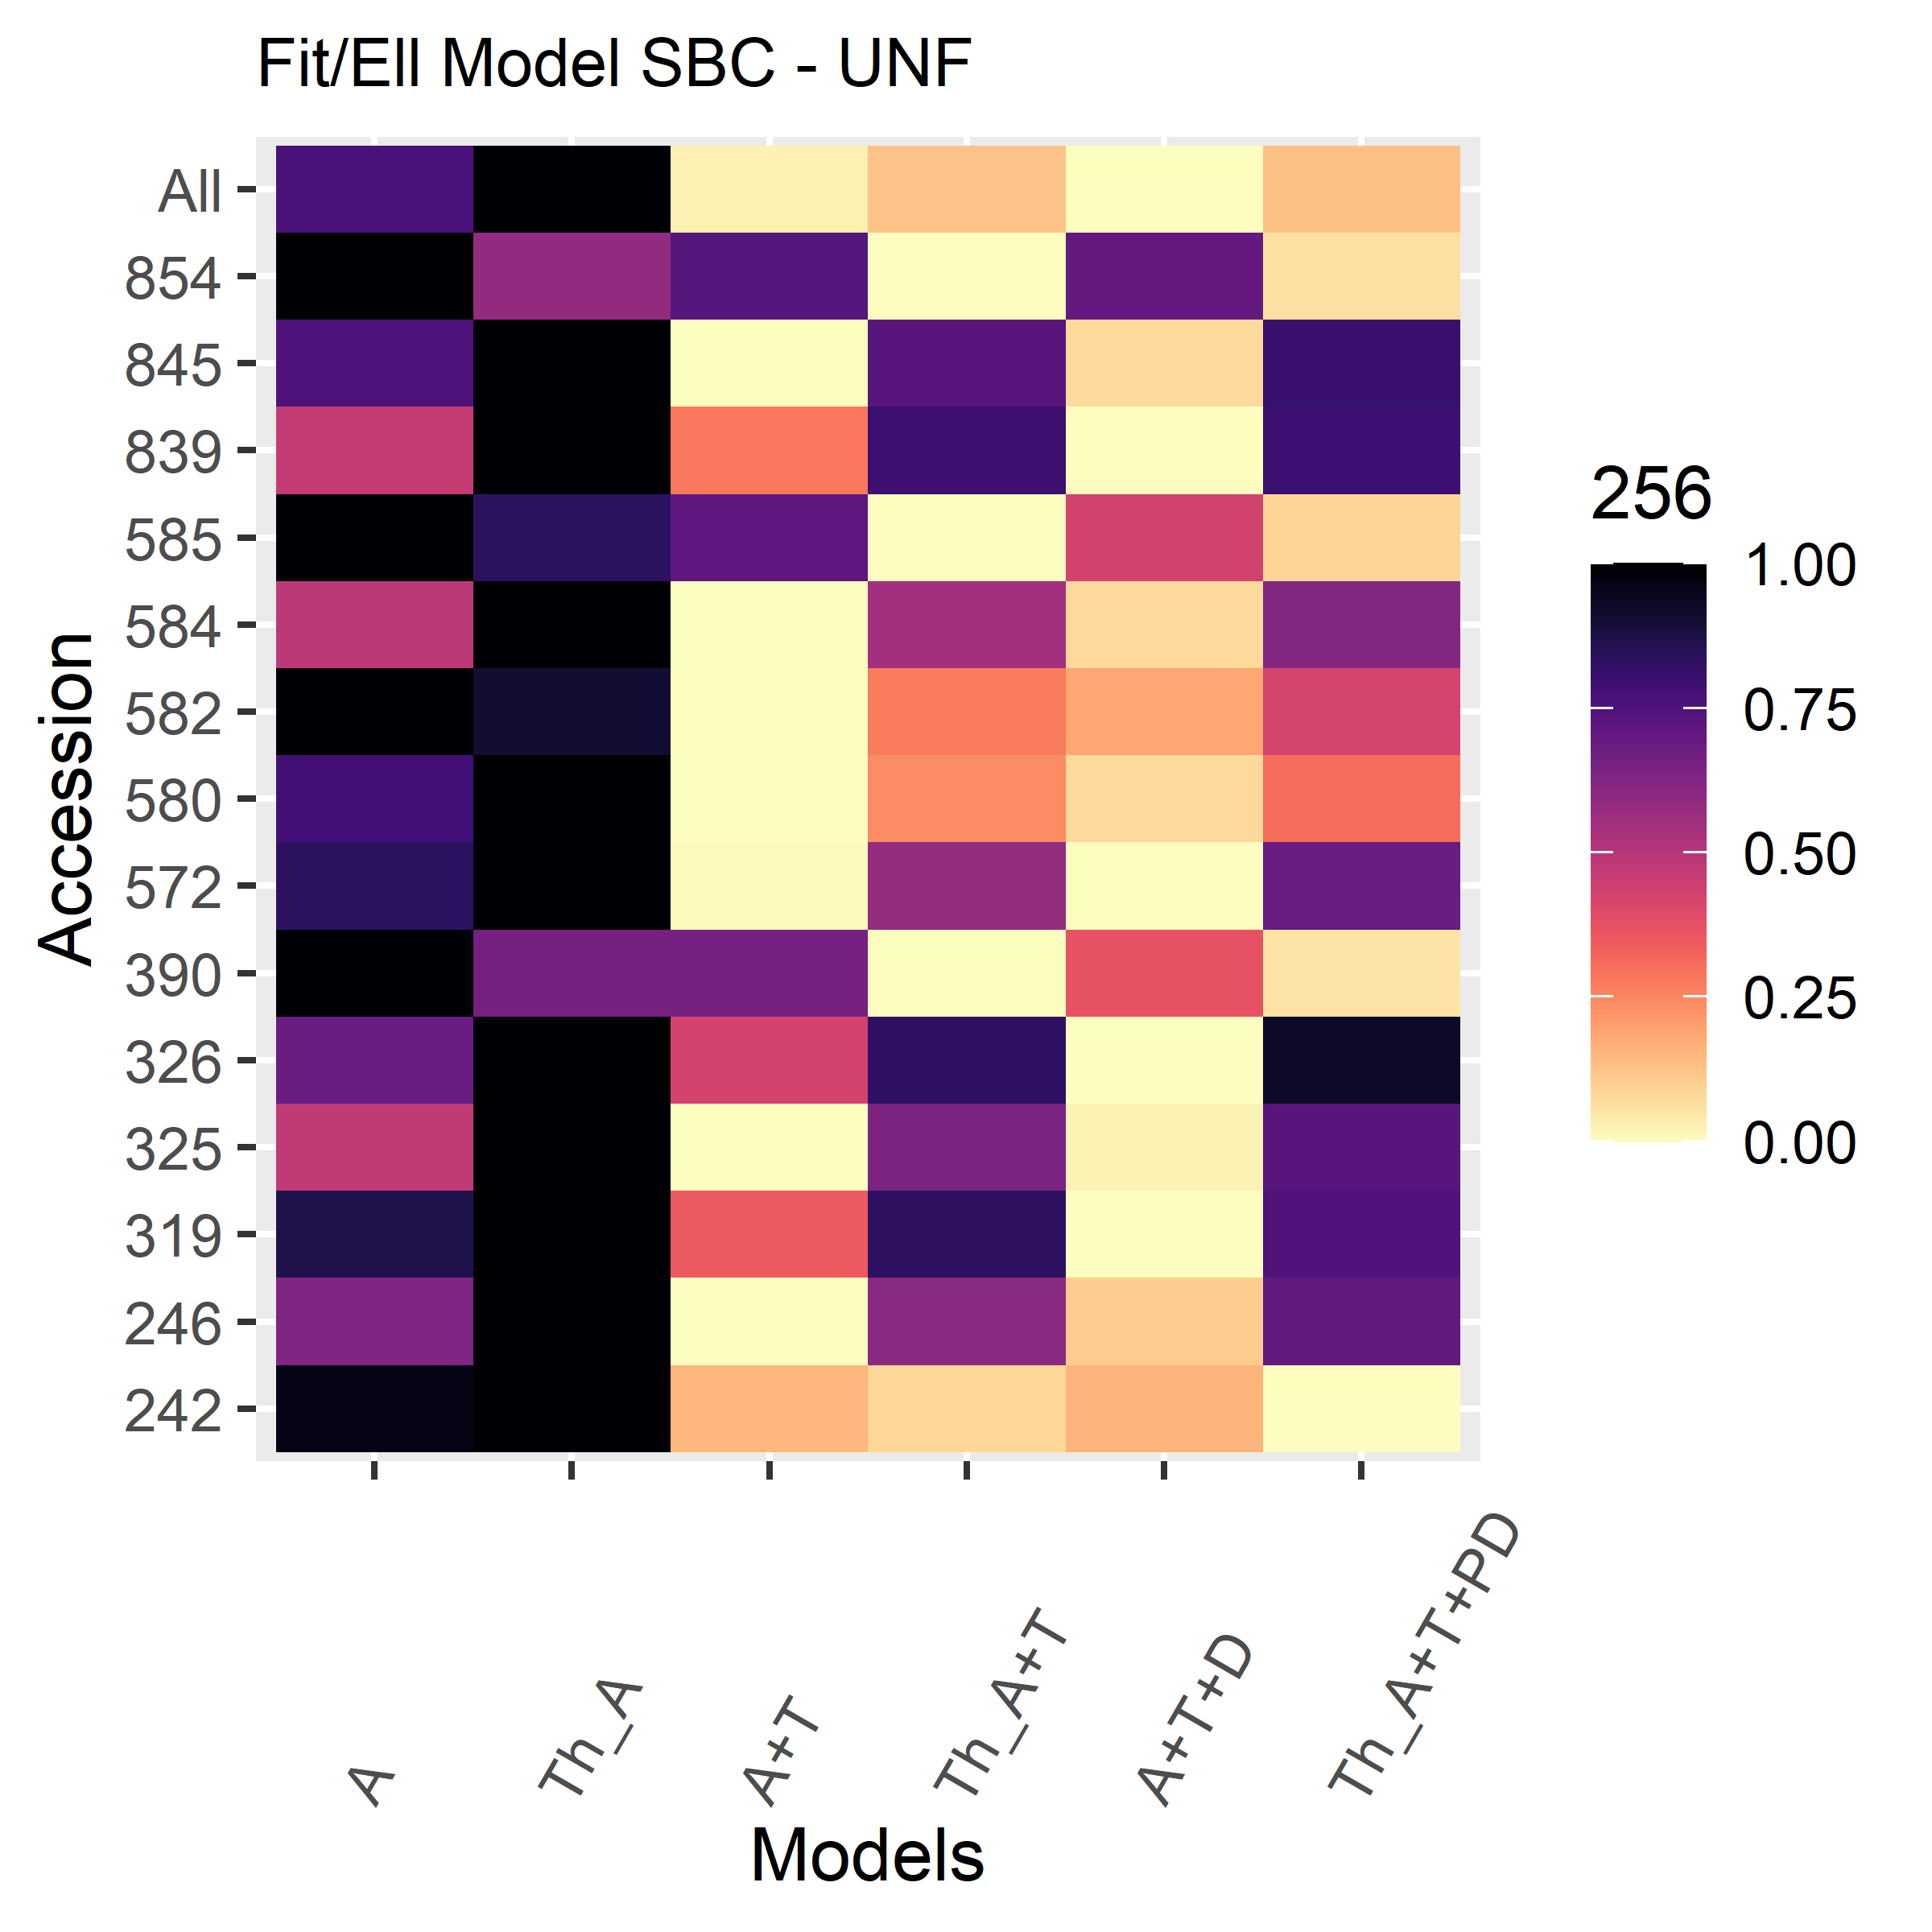 Fit/Ell Model SBC - UNF
All
854
845
839
585
584
582
580
572
390
326
325
319
246
242
Accession
A
Th_A
A+T
Th_A+T
A+T+D
Th_A+T+PD
Models
256
1.00
0.75
0.50
0.25
0.00